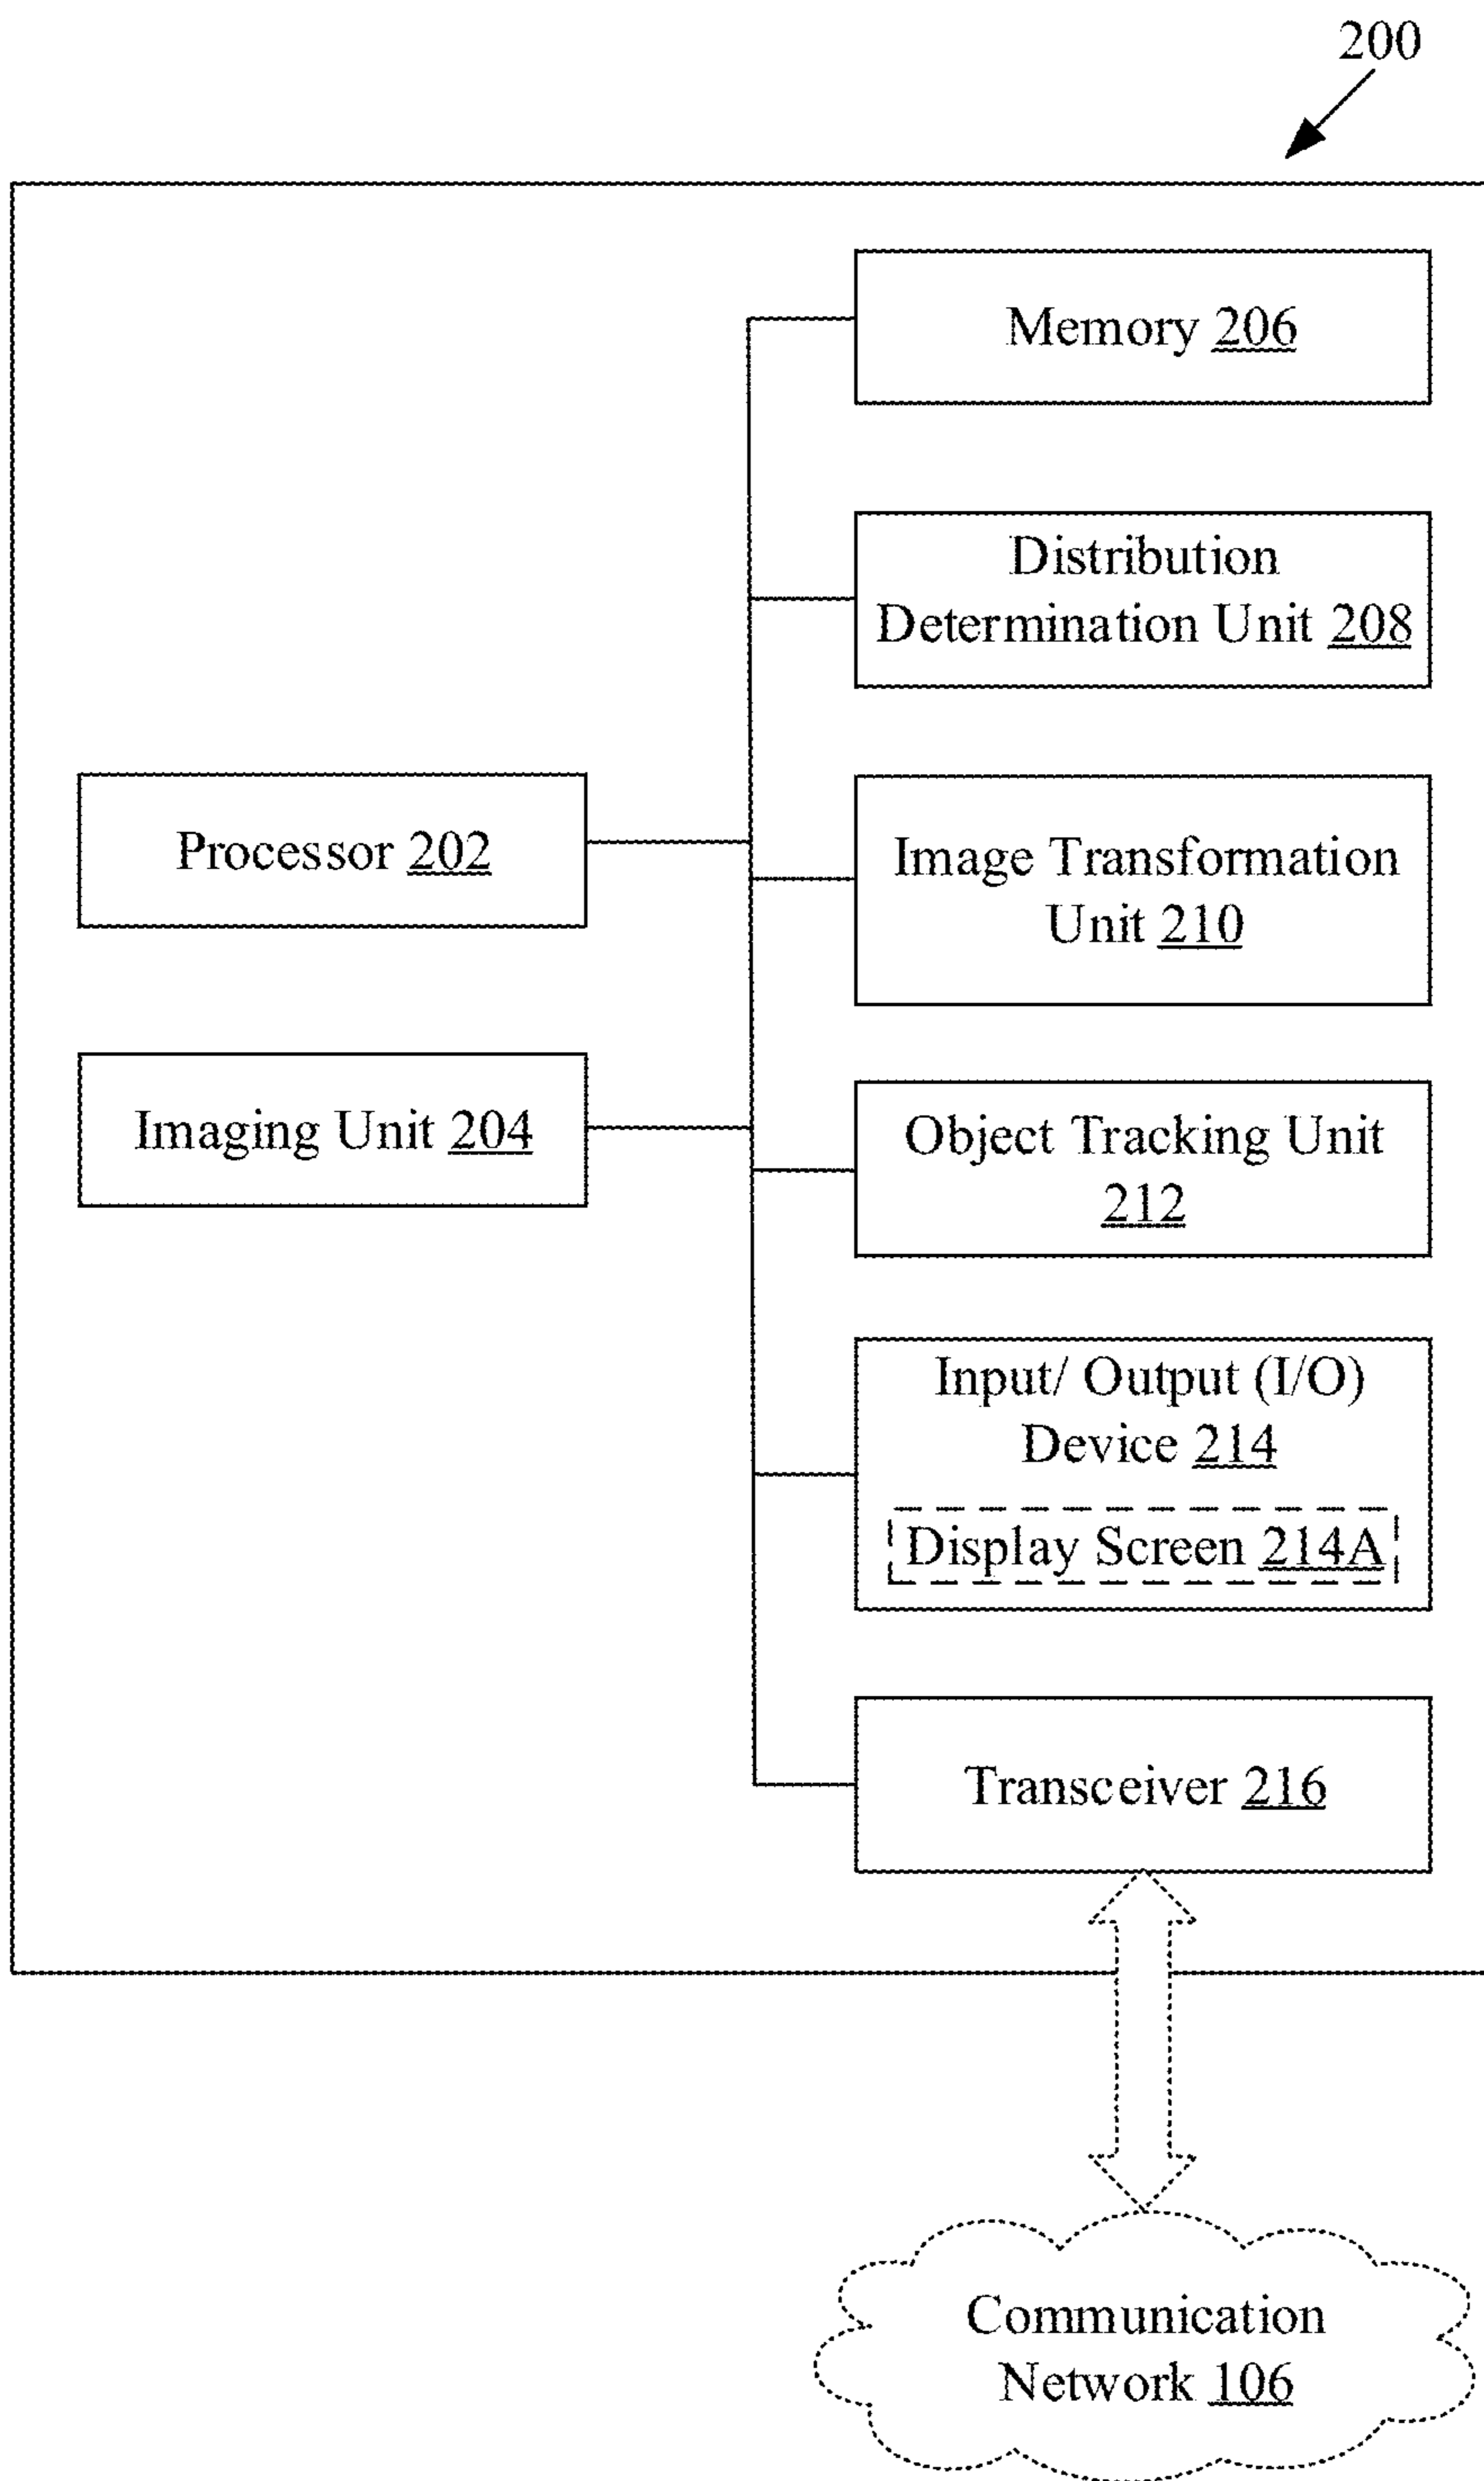 200
Memory 206
Distribution
Determination Unit 208
Processor 202
Image Transformation
Unit 210
Imaging Unit 204
Object Tracking Unit
212
Input/ Output (I/O)
Device 214
Display Screen 214A
Transceiver 216
Communication
Network 106